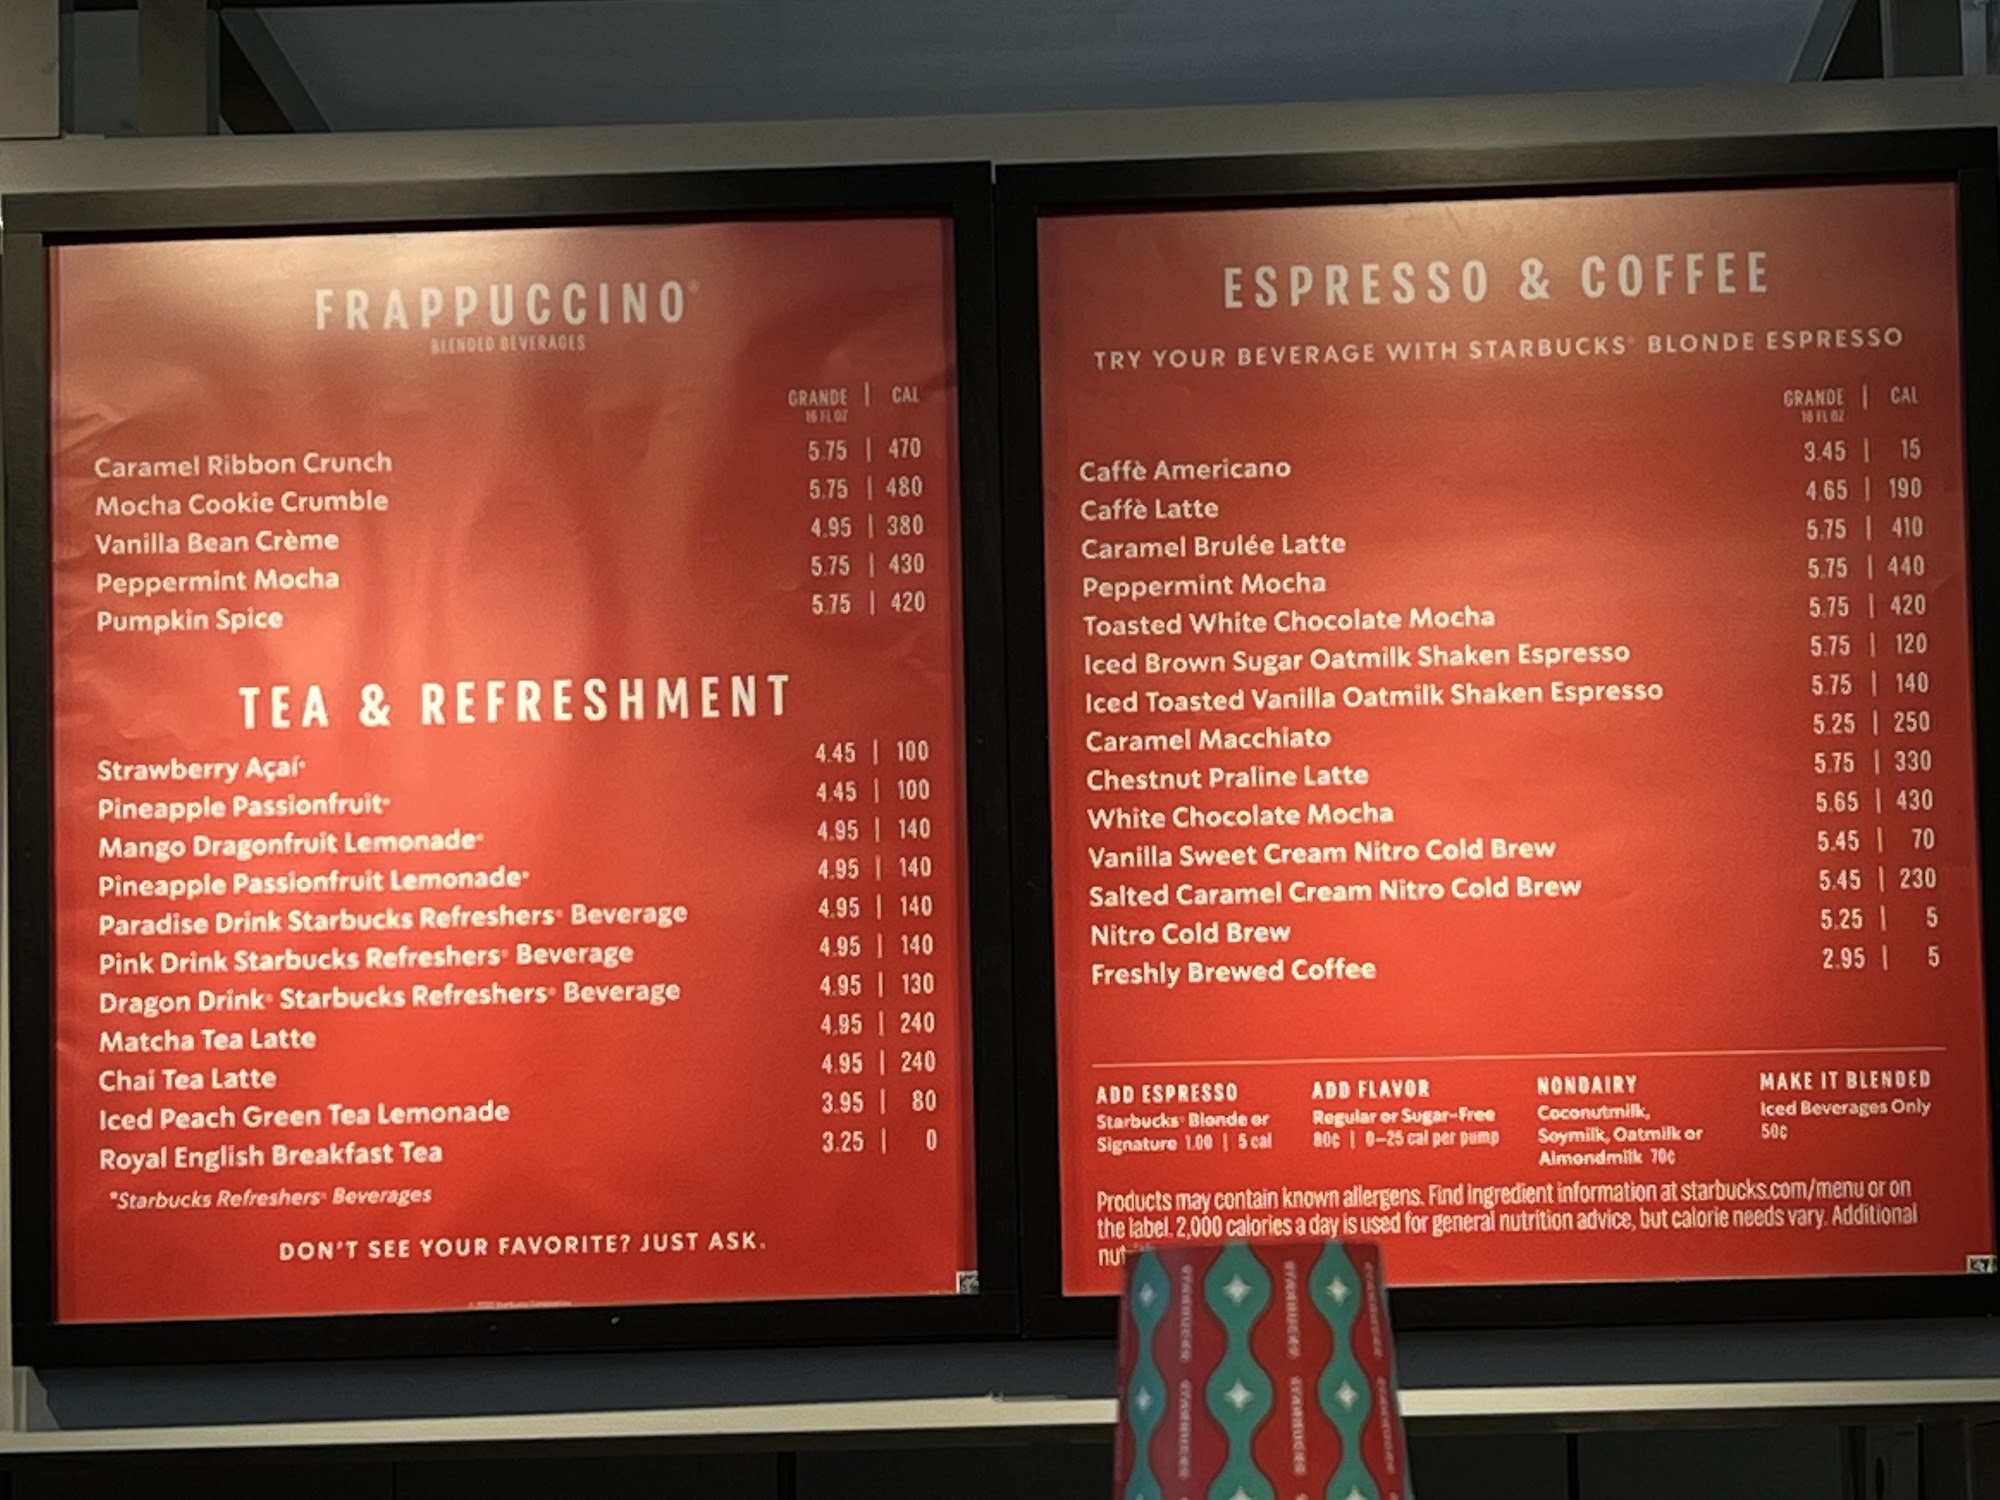 FRAPPUCCINO®
BLENDED BEVERAGES
GRANDE | CAL
16 FL OZ
Caramel Ribbon Crunch 5.75 | 470
Mocha Cookie Crumble 5.75 | 480
Vanilla Bean Crème 4.95 | 380
Peppermint Mocha 5.75 | 430
Pumpkin Spice 5.75 | 420
TEA & REFRESHMENT
Strawberry Açaí* 4.45 | 100
Pineapple Passionfruit* 4.45 | 100
Mango Dragonfruit Lemonade* 4.95 | 140
Pineapple Passionfruit Lemonade* 4.95 | 140
Paradise Drink Starbucks Refreshers® Beverage 4.95 | 140
Pink Drink Starbucks Refreshers® Beverage 4.95 | 140
Dragon Drink® Starbucks Refreshers® Beverage 4.95 | 130
Matcha Tea Latte 4.95 | 240
Chai Tea Latte 4.95 | 240
Iced Peach Green Tea Lemonade 3.95 | 80
Royal English Breakfast Tea 3.25 | 0
*Starbucks Refreshers® Beverages
DON'T SEE YOUR FAVORITE? JUST ASK.
ESPRESSO & COFFEE
TRY YOUR BEVERAGE WITH STARBUCKS® BLONDE ESPRESSO
GRANDE | CAL
16 FL OZ
Caffè Americano 3.45 | 15
Caffè Latte 4.65 | 190
Caramel Brulée Latte 5.75 | 410
Peppermint Mocha 5.75 | 440
Toasted White Chocolate Mocha 5.75 | 420
Iced Brown Sugar Oatmilk Shaken Espresso 5.75 | 120
Iced Toasted Vanilla Oatmilk Shaken Espresso 5.75 | 140
Caramel Macchiato 5.25 | 250
Chestnut Praline Latte 5.75 | 330
White Chocolate Mocha 5.65 | 430
Vanilla Sweet Cream Nitro Cold Brew 5.45 | 70
Salted Caramel Cream Nitro Cold Brew 5.45 | 230
Nitro Cold Brew 5.25 | 5
Freshly Brewed Coffee 2.95 | 5
ADD ESPRESSO
Starbucks® Blonde or
Signature 1.00 | 5 cal
ADD FLAVOR
Regular or Sugar-Free
80¢ | 0-25 cal per pump
NONDAIRY
Coconutmilk,
Soymilk, Oatmilk or
Almondmilk 70¢
MAKE IT BLENDED
Iced Beverages Only
50¢
Products may contain known allergens. Find ingredient information at starbucks.com/menu or on
the label. 2,000 calories a day is used for general nutrition advice, but calorie needs vary. Additional
STARBUCKS STARBUCKS
STARBUCKS STARBUCKS